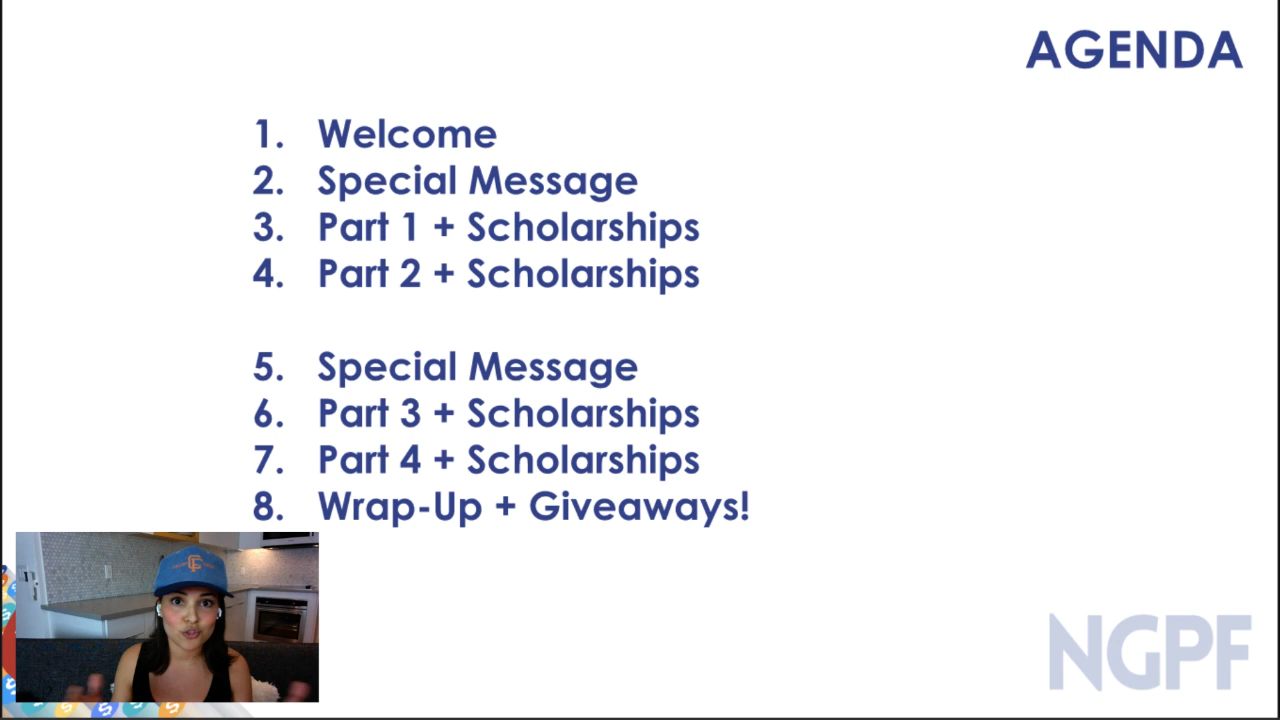 AGENDA
1. Welcome
2. Special Message
3. Part 1 + Scholarships
4. Part 2 + Scholarships
5. Special Message
6. Part 3 + Scholarships
7. Part 4 + Scholarships
8. Wrap-Up + Giveaways!
NGPF